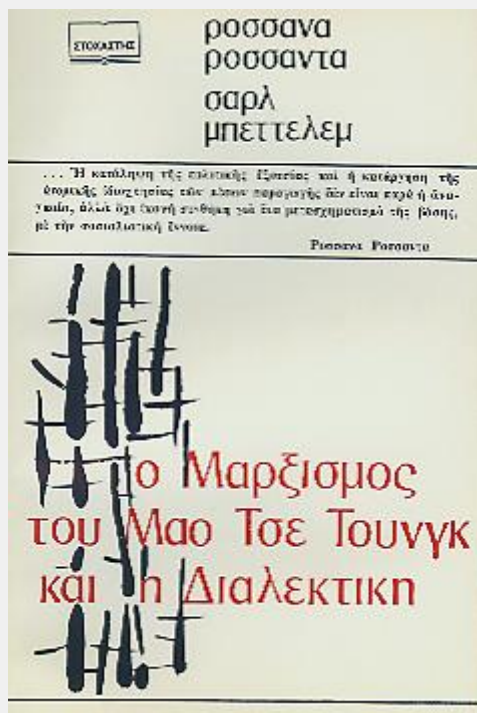 ΣΤΟΧΑΣΤΗΣ
ροσσανα
ροσσαντα
σαρλ
μπεττελεμ
... Ἡ κατάληψη τῆς πολιτικῆς ἐξουσίας καὶ ἡ κατάργηση τῆς
ἀτομικῆς ἰδιοχτησίας τῶν μέσων παραγωγῆς δὲν εἶναι παρὰ ἡ ἀνα-
γκαία, ἀλλὰ ὄχι ἱκανὴ συνθήκη γιὰ ἕνα μετασχηματισμὸ τῆς βάσης,
μὲ τὴν σοσιαλιστικὴ ἔννοια.
Ροσσανα Ροσσαντα
ο Μαρξισμος
του Μαο Τσε Τουνγκ
και η Διαλεκτικη